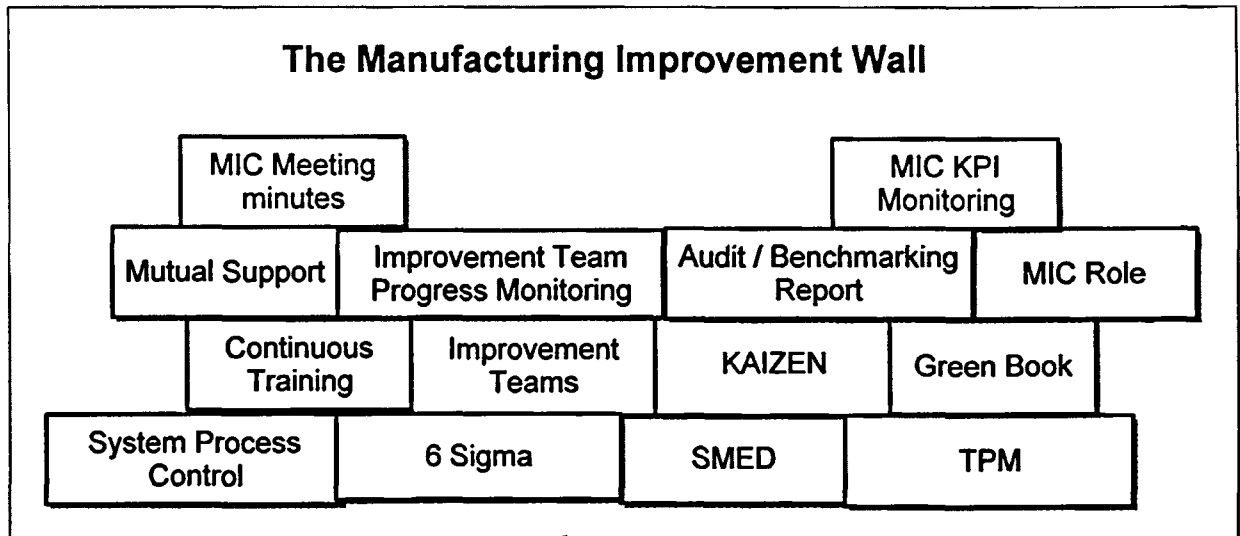 The Manufacturing Improvement Wall
MIC Meeting
minutes
MIC KPI
Monitoring
Mutual Support
Improvement Team
Progress Monitoring
Audit / Benchmarking
Report
MIC Role
Continuous
Training
Improvement
Teams
KAIZEN
Green Book
System Process
Control
6 Sigma
SMED
TPM